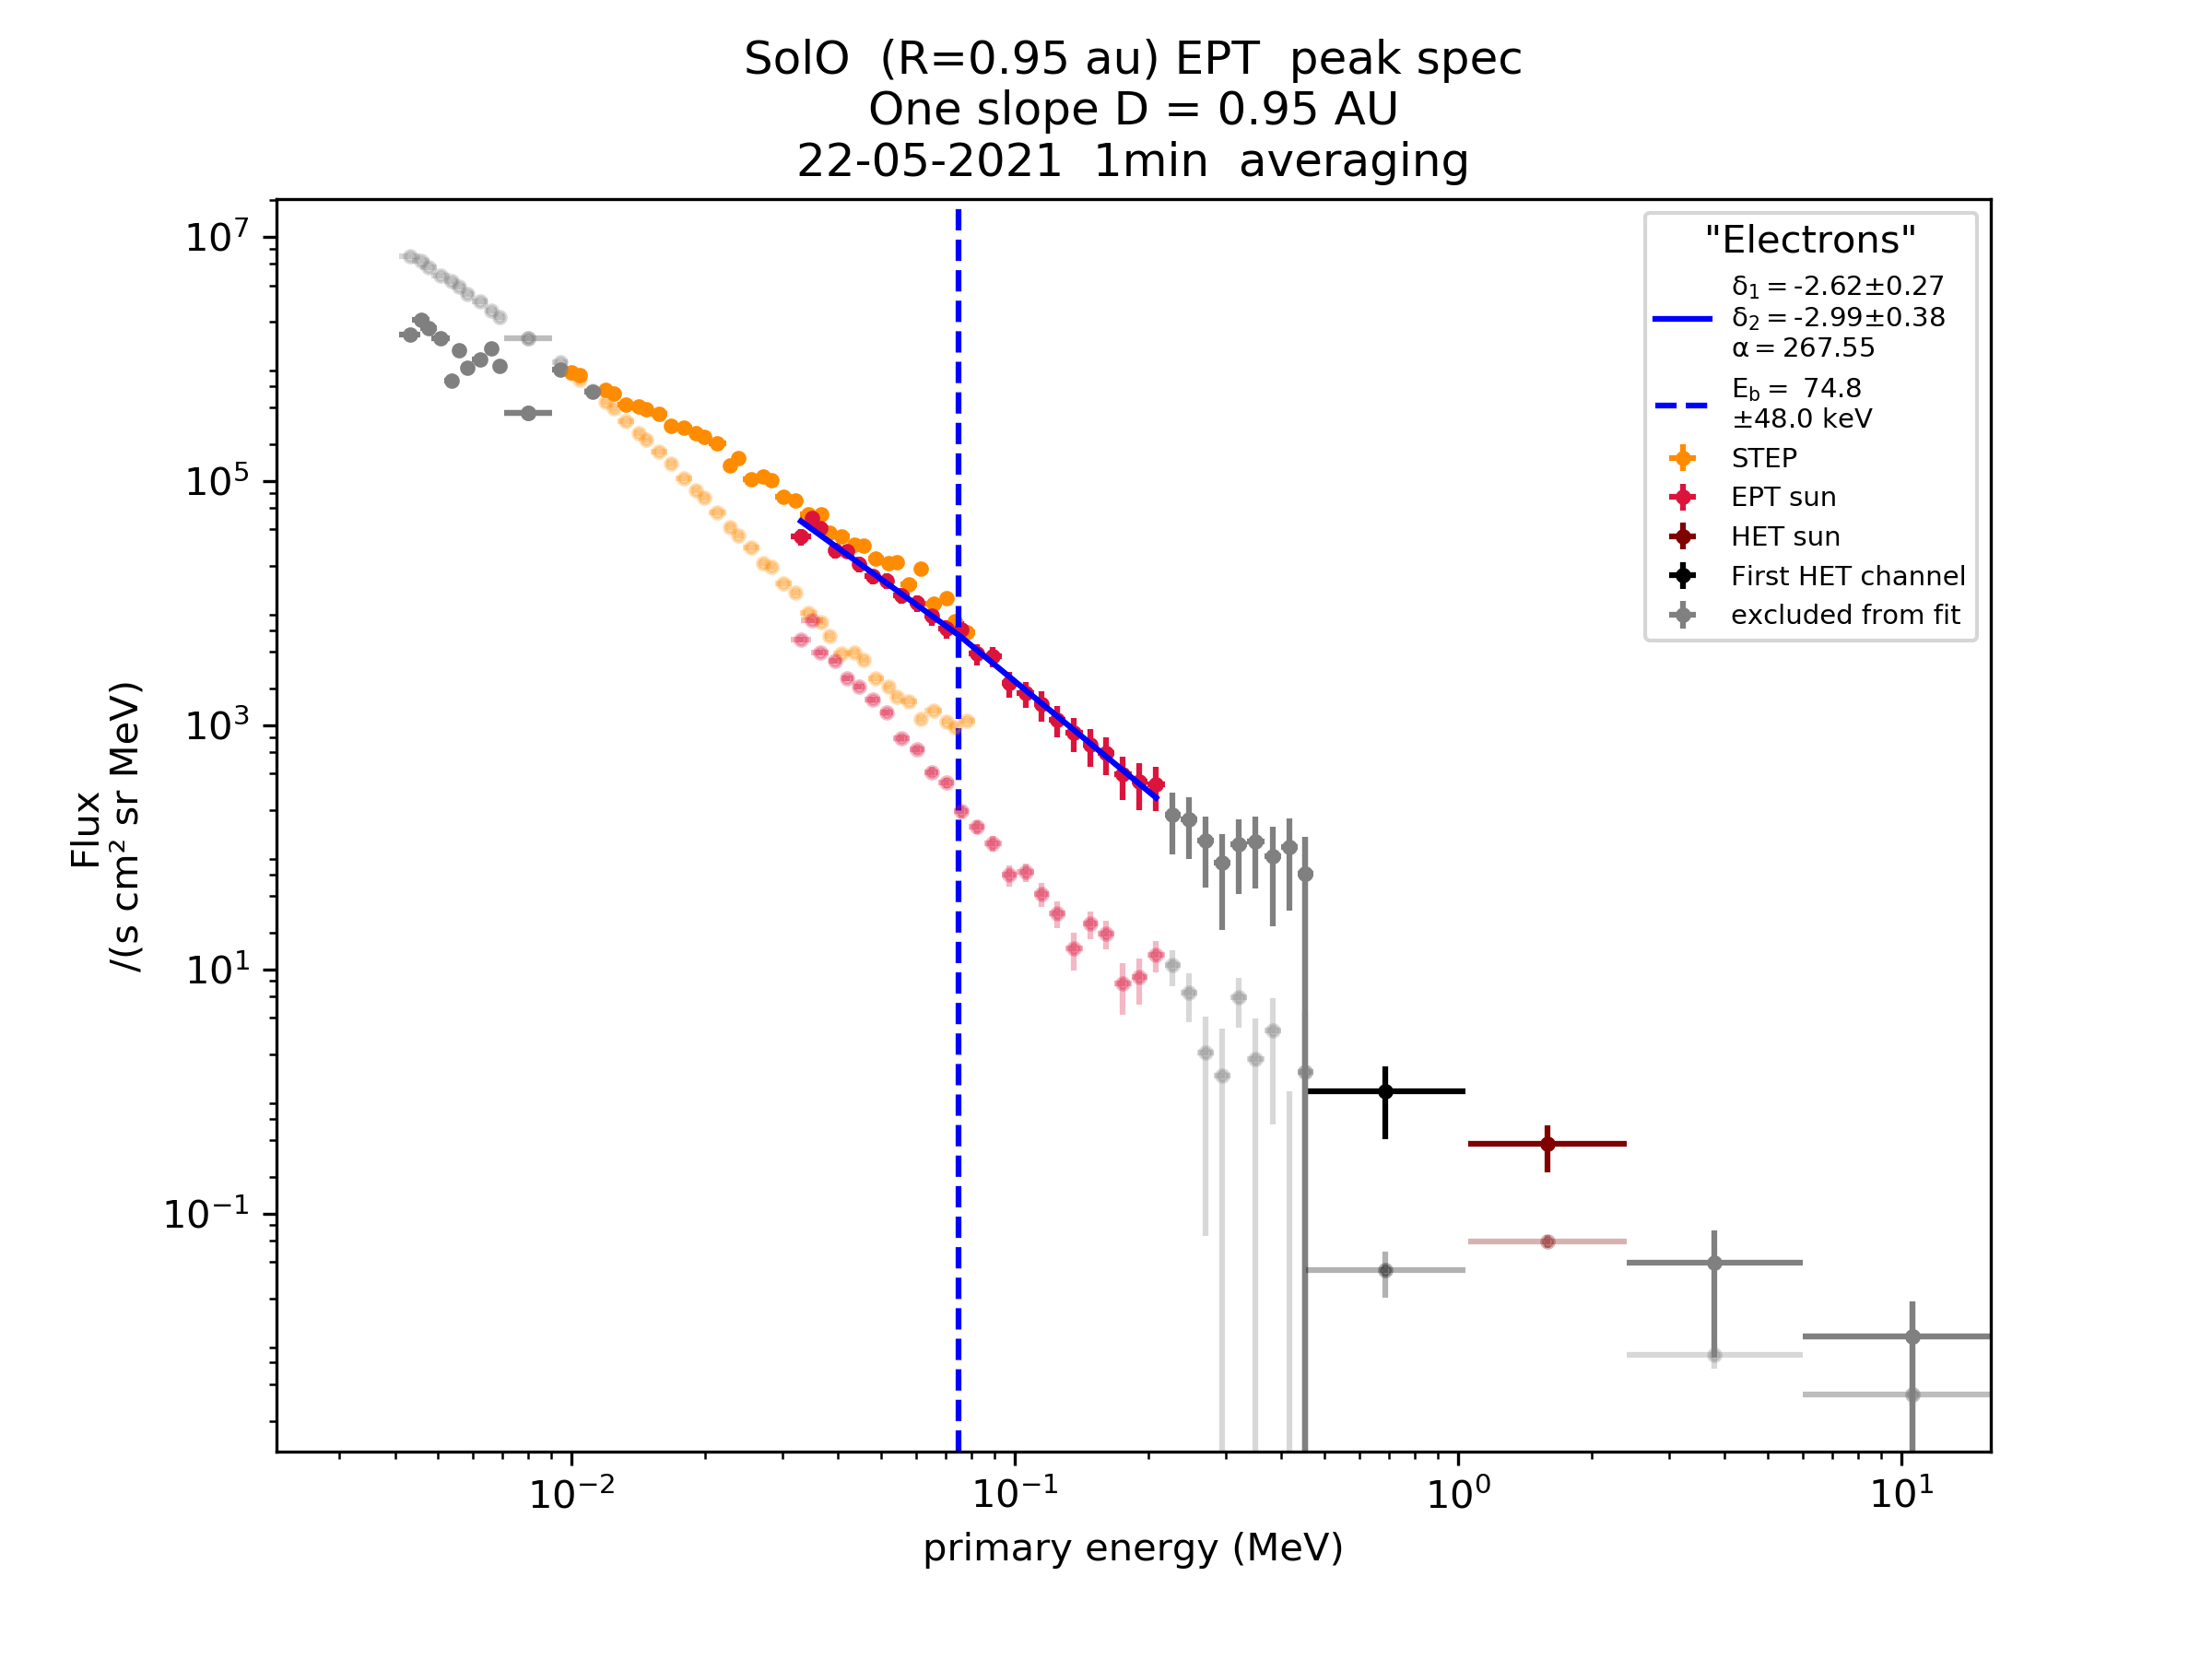 SolO (R=0.95 au) EPT peak spec
One slope D = 0.95 AU
22-05-2021 1min averaging
"Electrons"
δ₁ = -2.62±0.27
δ₂ = -2.99±0.38
α = 267.55
E_b = 74.8
±48.0 keV
STEP
EPT sun
HET sun
First HET channel
excluded from fit
Flux
/(s cm² sr MeV)
10⁷
10⁵
10³
10¹
10⁻¹
10⁻²
10⁻¹
10⁰
10¹
primary energy (MeV)